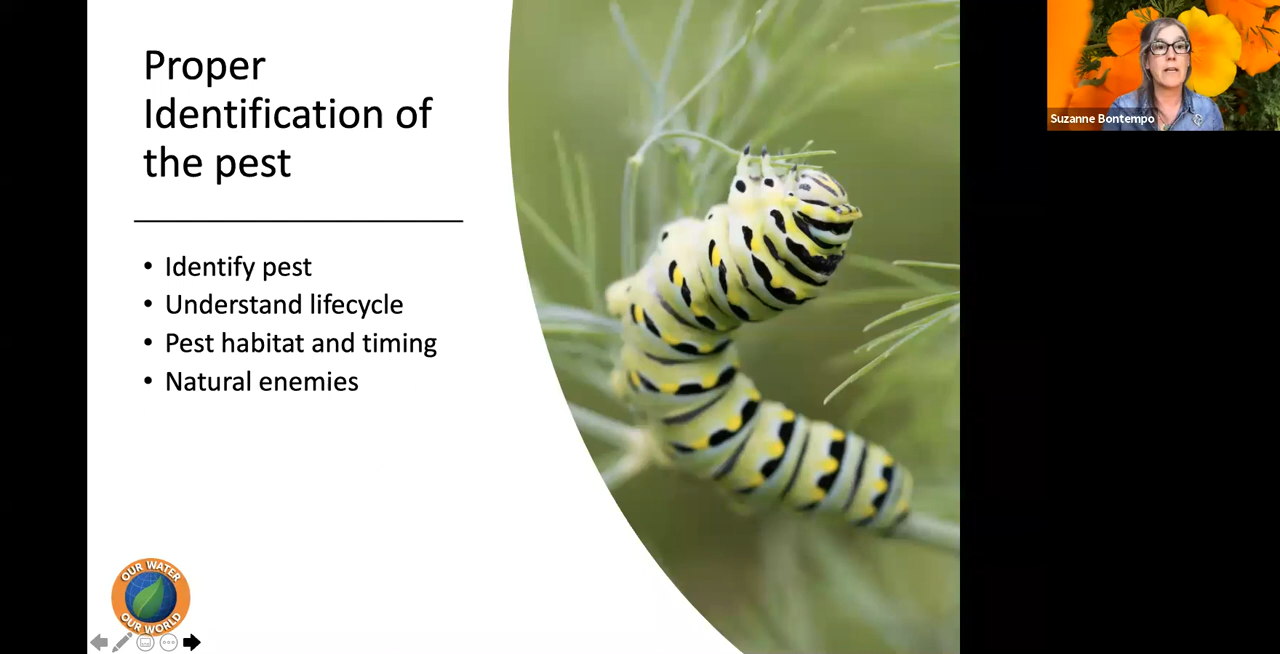 Proper
Identification of
the pest
• Identify pest
• Understand lifecycle
• Pest habitat and timing
• Natural enemies
OUR WATER
OUR WORLD
Suzanne Bontempo